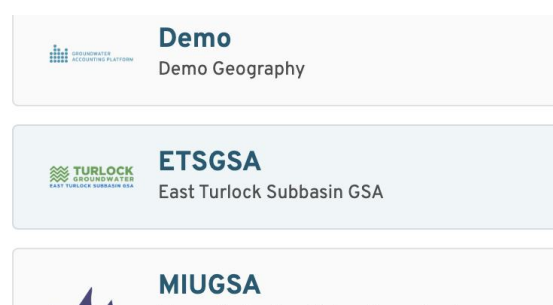 GROUNDWATER
ACCOUNTING PLATFORM
Demo
Demo Geography
TURLOCK
GROUNDWATER
EAST TURLOCK SUBBASIN GSA
ETSGSA
East Turlock Subbasin GSA
MIUGSA